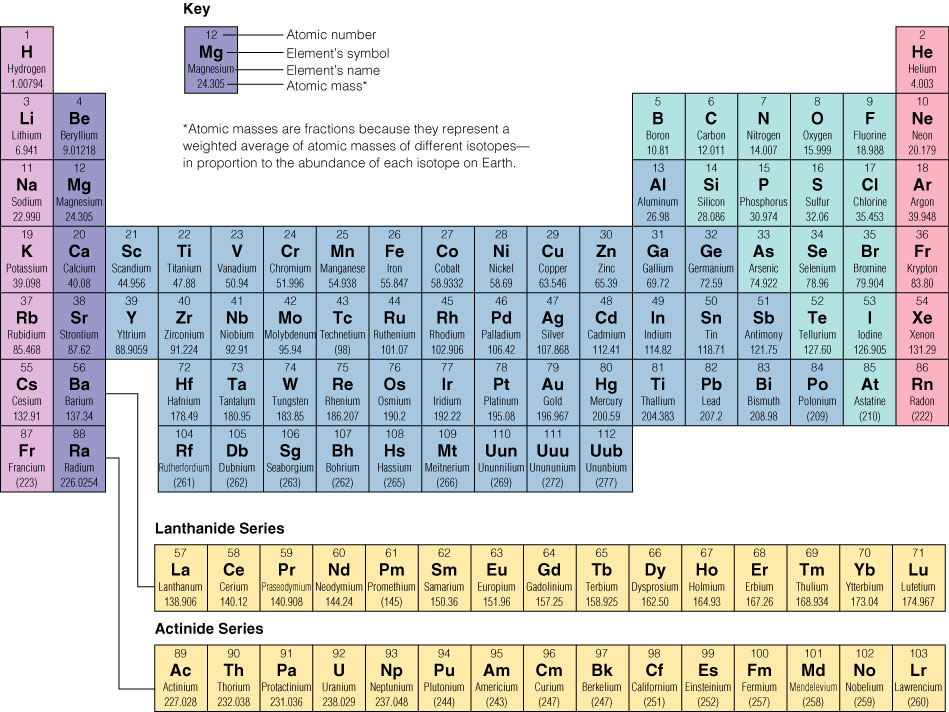 Key
12
Mg
Magnesium
24.305
Atomic number
Element's symbol
Element's name
Atomic mass*
*Atomic masses are fractions because they represent a
weighted average of atomic masses of different isotopes—
in proportion to the abundance of each isotope on Earth.
1
H
Hydrogen
1.00794
2
He
Helium
4.003
3
Li
Lithium
6.941
4
Be
Beryllium
9.01218
5
B
Boron
10.81
6
C
Carbon
12.011
7
N
Nitrogen
14.007
8
O
Oxygen
15.999
9
F
Fluorine
18.988
10
Ne
Neon
20.179
11
Na
Sodium
22.990
12
Mg
Magnesium
24.305
13
Al
Aluminum
26.98
14
Si
Silicon
28.086
15
P
Phosphorus
30.974
16
S
Sulfur
32.06
17
Cl
Chlorine
35.453
18
Ar
Argon
39.948
19
K
Potassium
39.098
20
Ca
Calcium
40.08
21
Sc
Scandium
44.956
22
Ti
Titanium
47.88
23
V
Vanadium
50.94
24
Cr
Chromium
51.996
25
Mn
Manganese
54.938
26
Fe
Iron
55.847
27
Co
Cobalt
58.9332
28
Ni
Nickel
58.69
29
Cu
Copper
63.546
30
Zn
Zinc
65.39
31
Ga
Gallium
69.72
32
Ge
Germanium
72.59
33
As
Arsenic
74.922
34
Se
Selenium
78.96
35
Br
Bromine
79.904
36
Fr
Krypton
83.80
37
Rb
Rubidium
85.468
38
Sr
Strontium
87.62
39
Y
Yttrium
88.9059
40
Zr
Zirconium
91.224
41
Nb
Niobium
92.91
42
Mo
Molybdenum
95.94
43
Tc
Technetium
(98)
44
Ru
Ruthenium
101.07
45
Rh
Rhodium
102.906
46
Pd
Palladium
106.42
47
Ag
Silver
107.868
48
Cd
Cadmium
112.41
49
In
Indium
114.82
50
Sn
Tin
118.71
51
Sb
Antimony
121.75
52
Te
Tellurium
127.60
53
I
Iodine
126.905
54
Xe
Xenon
131.29
55
Cs
Cesium
132.91
56
Ba
Barium
137.34
72
Hf
Hafnium
178.49
73
Ta
Tantalum
180.95
74
W
Tungsten
183.85
75
Re
Rhenium
186.207
76
Os
Osmium
190.2
77
Ir
Iridium
192.22
78
Pt
Platinum
195.08
79
Au
Gold
196.967
80
Hg
Mercury
200.59
81
Ti
Thallium
204.383
82
Pb
Lead
207.2
83
Bi
Bismuth
208.98
84
Po
Polonium
(209)
85
At
Astatine
(210)
86
Rn
Radon
(222)
87
Fr
Francium
(223)
88
Ra
Radium
226.0254
104
Rf
Rutherfordium
(261)
105
Db
Dubnium
(262)
106
Sg
Seaborgium
(263)
107
Bh
Bohrium
(262)
108
Hs
Hassium
(265)
109
Mt
Meitnerium
(266)
110
Uun
Ununnilium
(269)
111
Uuu
Unununium
(272)
112
Uub
Ununbium
(277)
Lanthanide Series
57
La
Lanthanum
138.906
58
Ce
Cerium
140.12
59
Pr
Praseodymium
140.908
60
Nd
Neodymium
144.24
61
Pm
Promethium
(145)
62
Sm
Samarium
150.36
63
Eu
Europium
151.96
64
Gd
Gadolinium
157.25
65
Tb
Terbium
158.925
66
Dy
Dysprosium
162.50
67
Ho
Holmium
164.93
68
Er
Erbium
167.26
69
Tm
Thulium
168.934
70
Yb
Ytterbium
173.04
71
Lu
Lutetium
174.967
Actinide Series
89
Ac
Actinium
227.028
90
Th
Thorium
232.038
91
Pa
Protactinium
231.036
92
U
Uranium
238.029
93
Np
Neptunium
237.048
94
Pu
Plutonium
(244)
95
Am
Americium
(243)
96
Cm
Curium
(247)
97
Bk
Berkelium
(247)
98
Cf
Californium
(251)
99
Es
Einsteinium
(252)
100
Fm
Fermium
(257)
101
Md
Mendelevium
(258)
102
No
Nobelium
(259)
103
Lr
Lawrencium
(260)